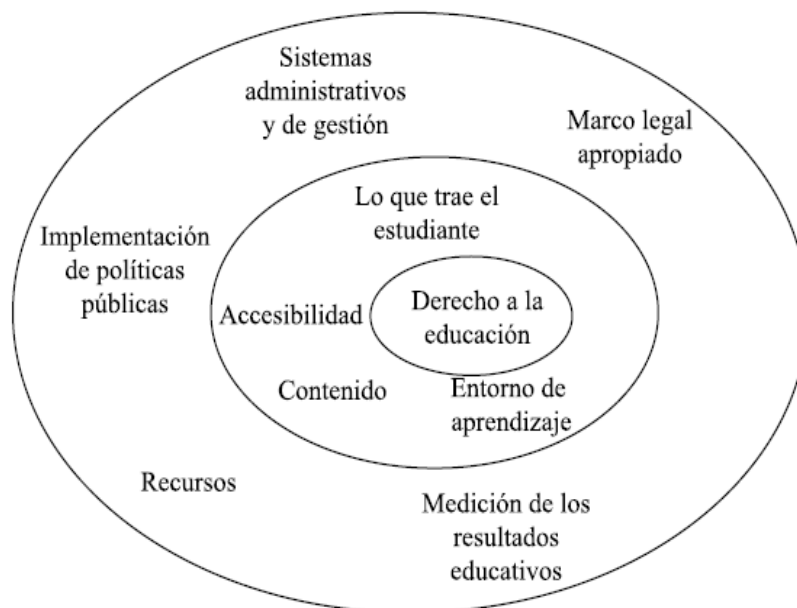 Sistemas
administrativos
y de gestión
Marco legal
apropiado
Lo que trae el
estudiante
Implementación
de políticas
públicas
Accesibilidad
Derecho a la
educación
Contenido
Entorno de
aprendizaje
Recursos
Medición de los
resultados
educativos